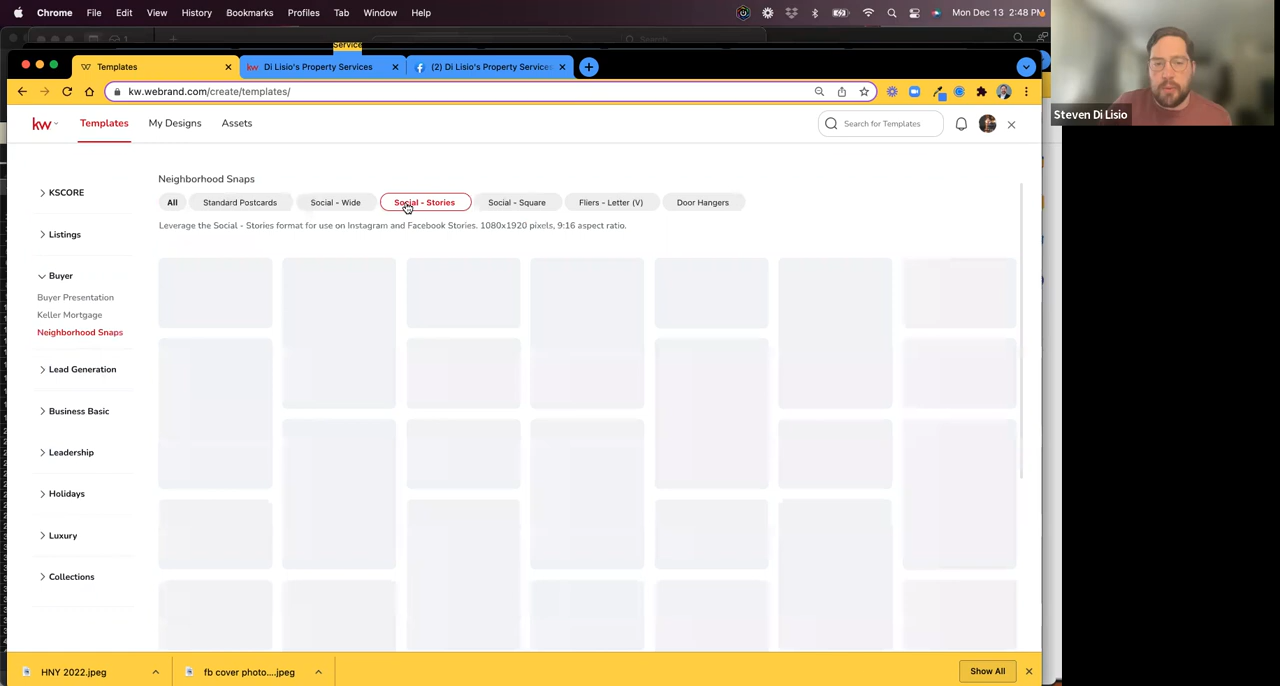 Chrome File Edit View History Bookmarks Profiles Tab Window Help Mon Dec 13 2:48 PM
Search
Service
Templates kw Di Lisio's Property Services (2) Di Lisio's Property Services
kw.webrand.com/create/templates/
Steven Di Lisio
kw Templates My Designs Assets Search for Templates
Neighborhood Snaps
KSCORE
All Standard Postcards Social - Wide Social - Stories Social - Square Fliers - Letter (V) Door Hangers
Leverage the Social - Stories format for use on Instagram and Facebook Stories. 1080x1920 pixels, 9:16 aspect ratio.
Listings
Buyer
Buyer Presentation
Keller Mortgage
Neighborhood Snaps
Lead Generation
Business Basic
Leadership
Holidays
Luxury
Collections
HNY 2022.jpeg fb cover photo....jpeg Show All